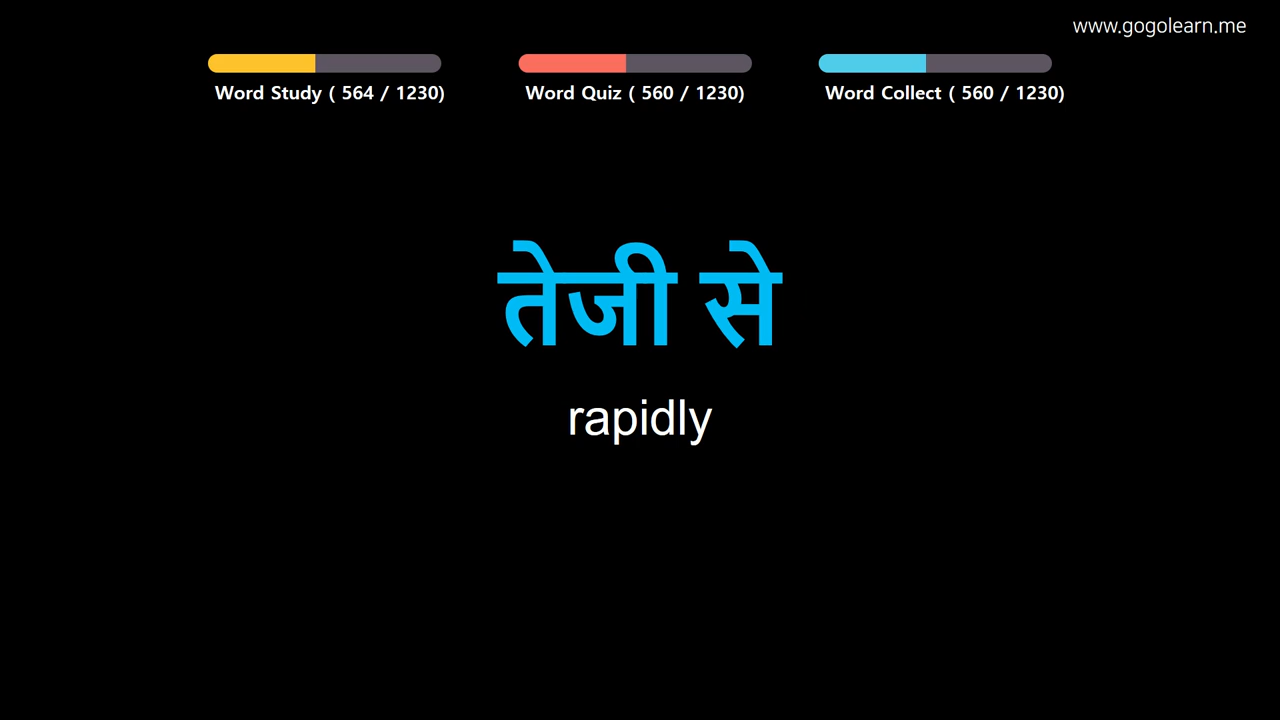 www.gogolearn.me
Word Study ( 564 / 1230)
Word Quiz ( 560 / 1230)
Word Collect ( 560 / 1230)
तेजी से
rapidly